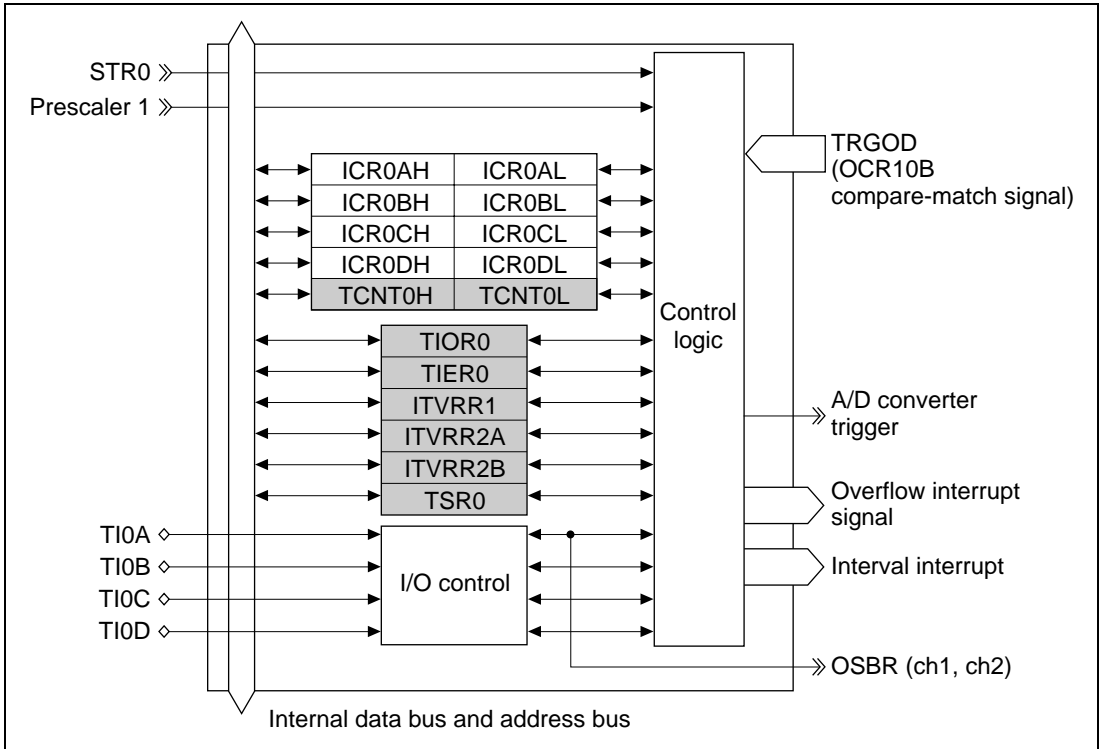 STR0
Prescaler 1
TRGOD
(OCR10B
compare-match signal)
ICR0AH ICR0AL
ICR0BH ICR0BL
ICR0CH ICR0CL
ICR0DH ICR0DL
TCNT0H TCNT0L
Control
logic
TIOR0
TIER0
ITVRR1
ITVRR2A
ITVRR2B
TSR0
A/D converter
trigger
Overflow interrupt
signal
Interval interrupt
TI0A
TI0B
TI0C
TI0D
I/O control
OSBR (ch1, ch2)
Internal data bus and address bus